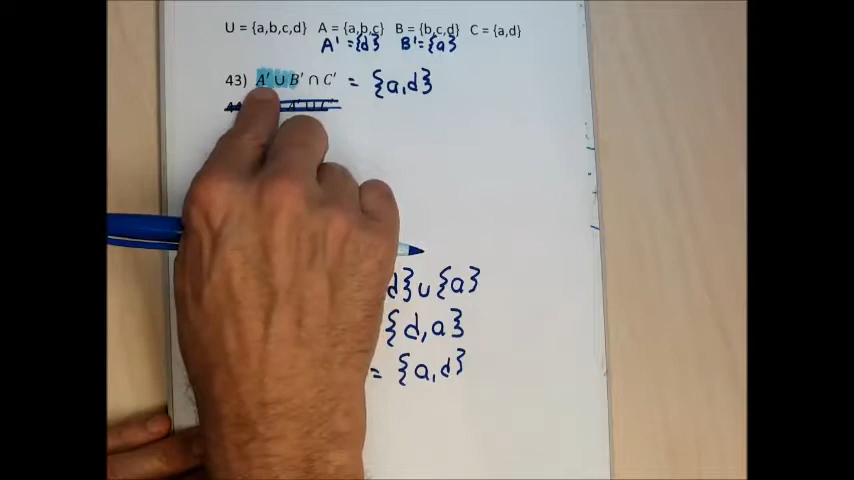 U = {a,b,c,d} A = {a,b,c} B = {b,c,d} C = {a,d}
A' = {d} B' = {a}
43) A' ∪ B' ∩ C' = {a,d}
d} ∪ {a}
{d,a}
= {a,d}